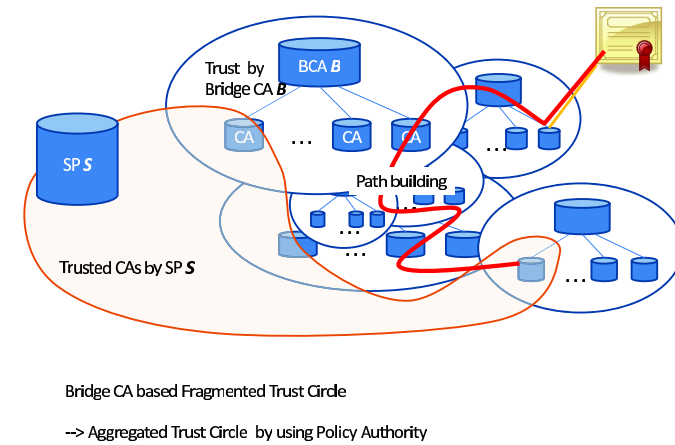 Trust by
Bridge CA B
BCA B
CA
...
CA
CA
...
SP S
Path building
...
...
...
Trusted CAs by SP S
...
Bridge CA based Fragmented Trust Circle
--> Aggregated Trust Circle by using Policy Authority